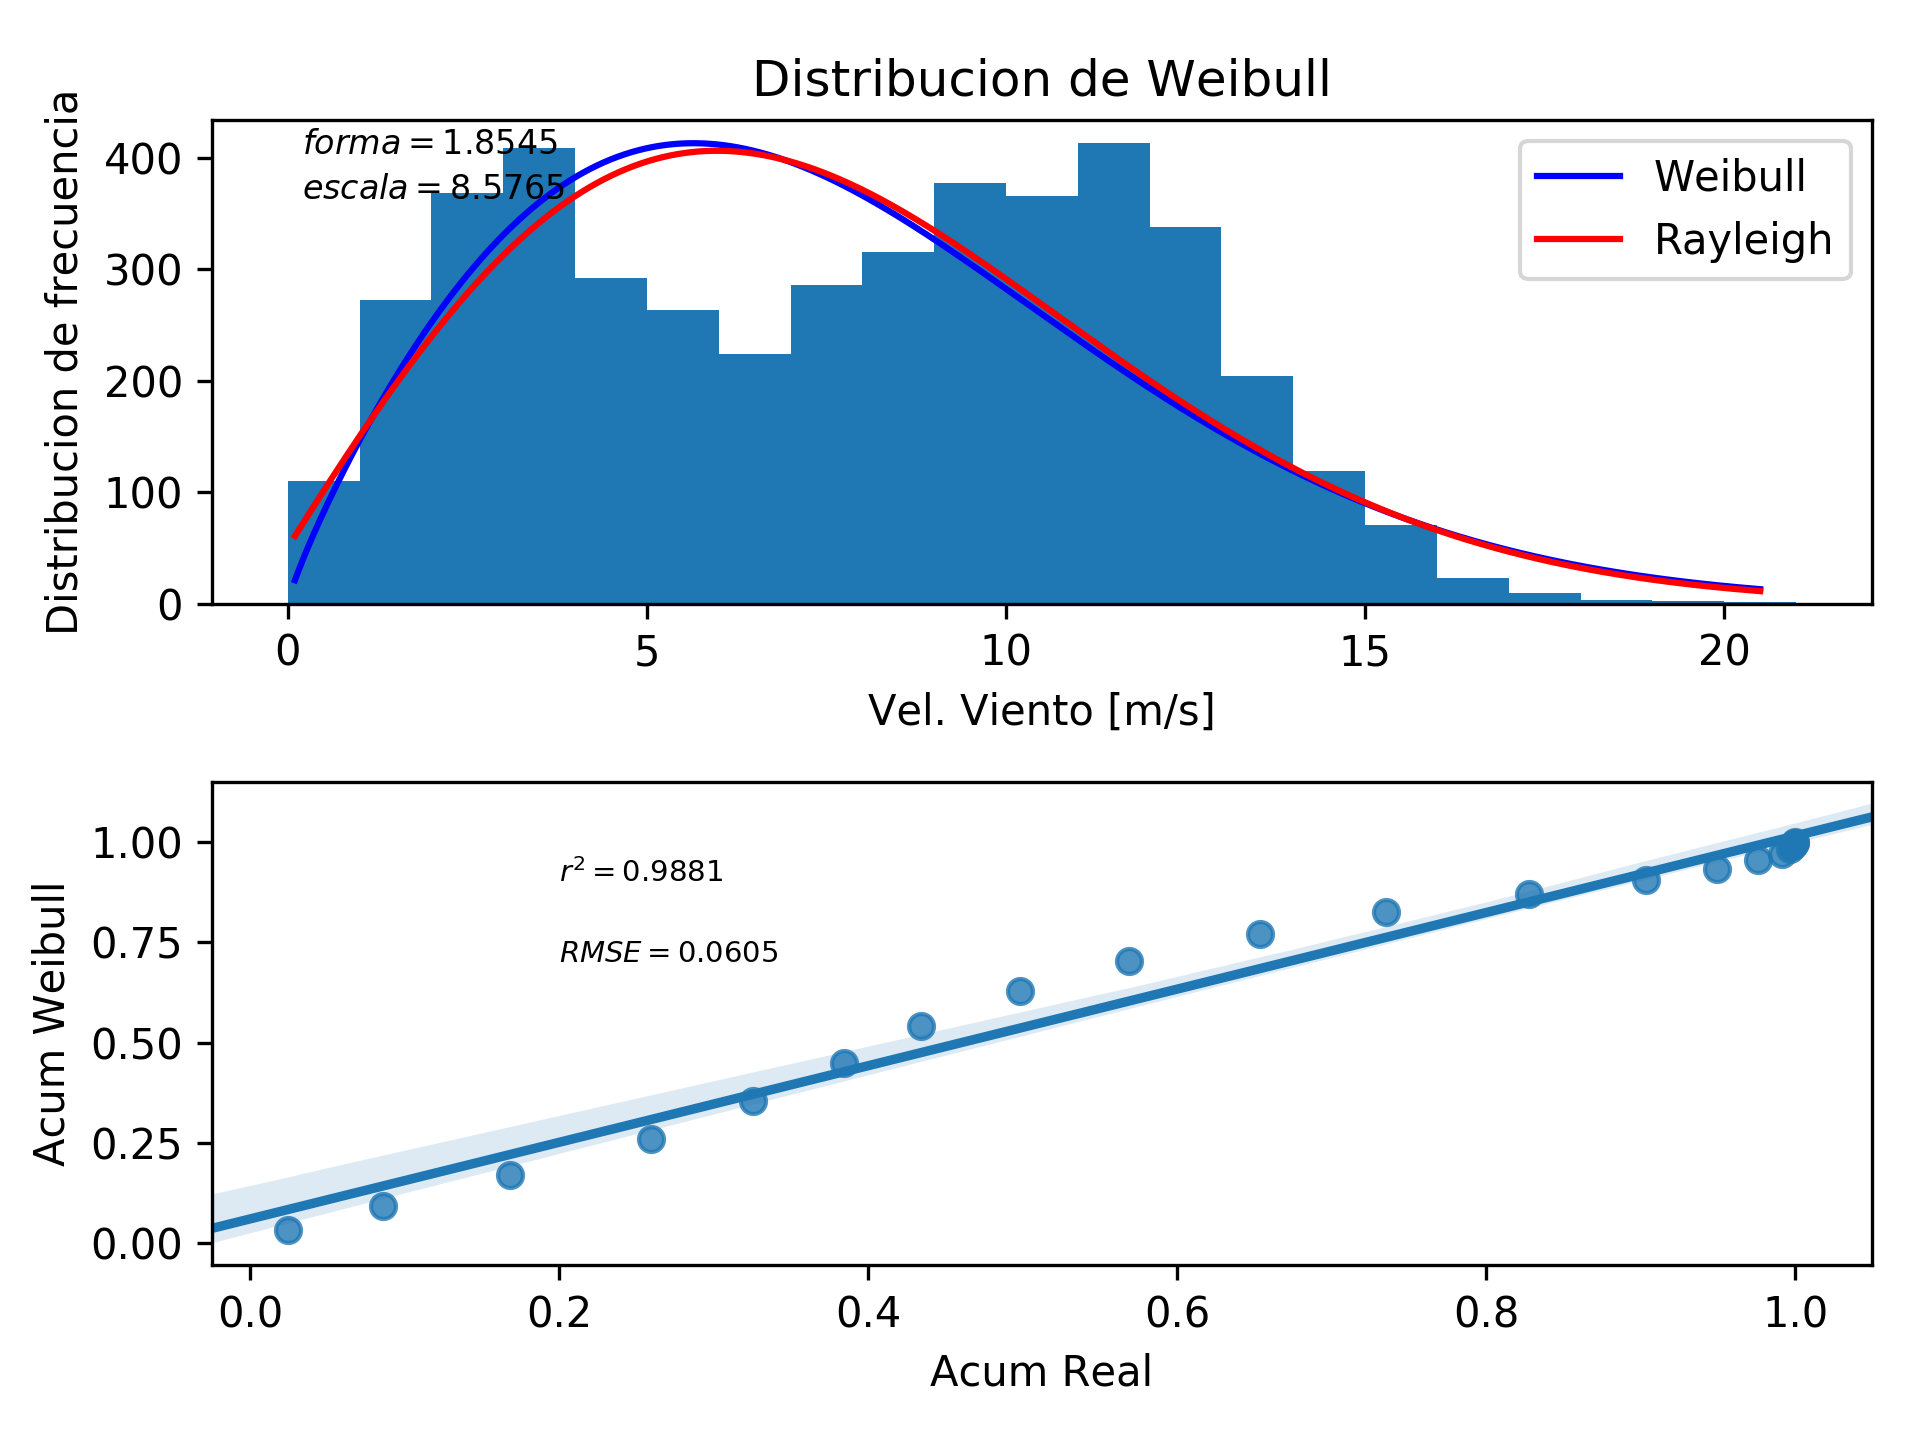 Distribucion de Weibull
Distribucion de frecuencia
forma = 1.8545
escala = 8.5765
Weibull
Rayleigh
400
300
200
100
0
0 5 10 15 20
Vel. Viento [m/s]
Acum Weibull
r² = 0.9881
RMSE = 0.0605
1.00
0.75
0.50
0.25
0.00
0.0 0.2 0.4 0.6 0.8 1.0
Acum Real